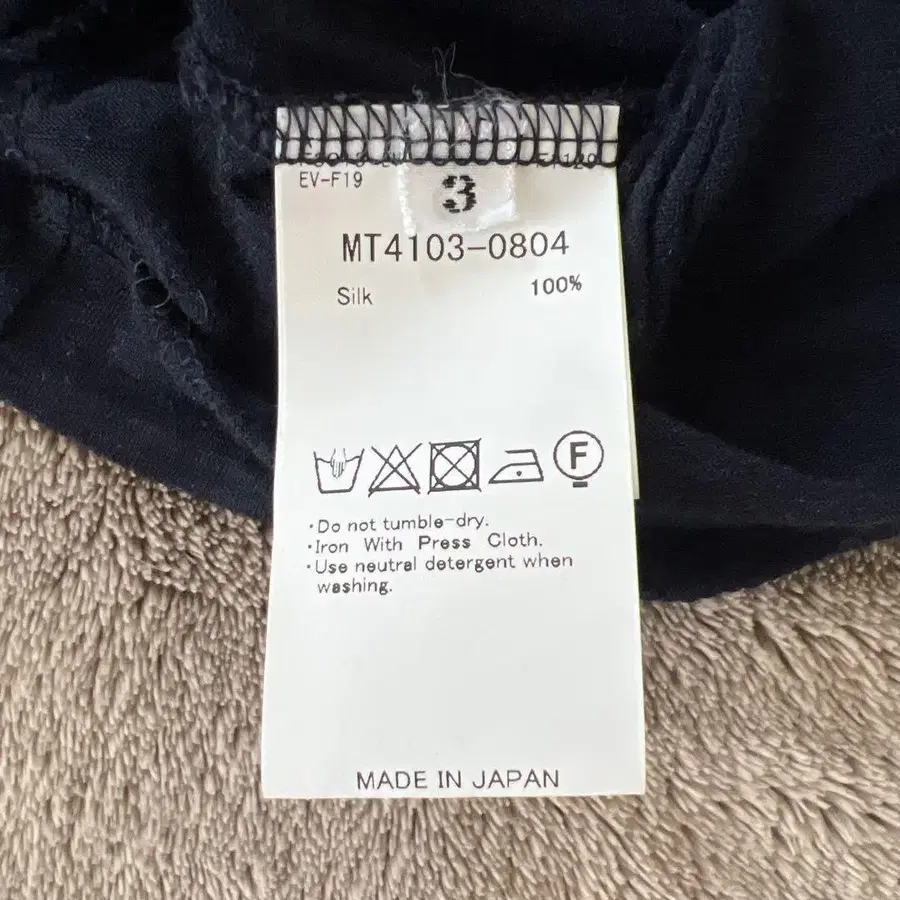 EV-F19
3
MT4103-0804
Silk 100%
F
・Do not tumble-dry.
・Iron With Press Cloth.
・Use neutral detergent when
washing.
MADE IN JAPAN